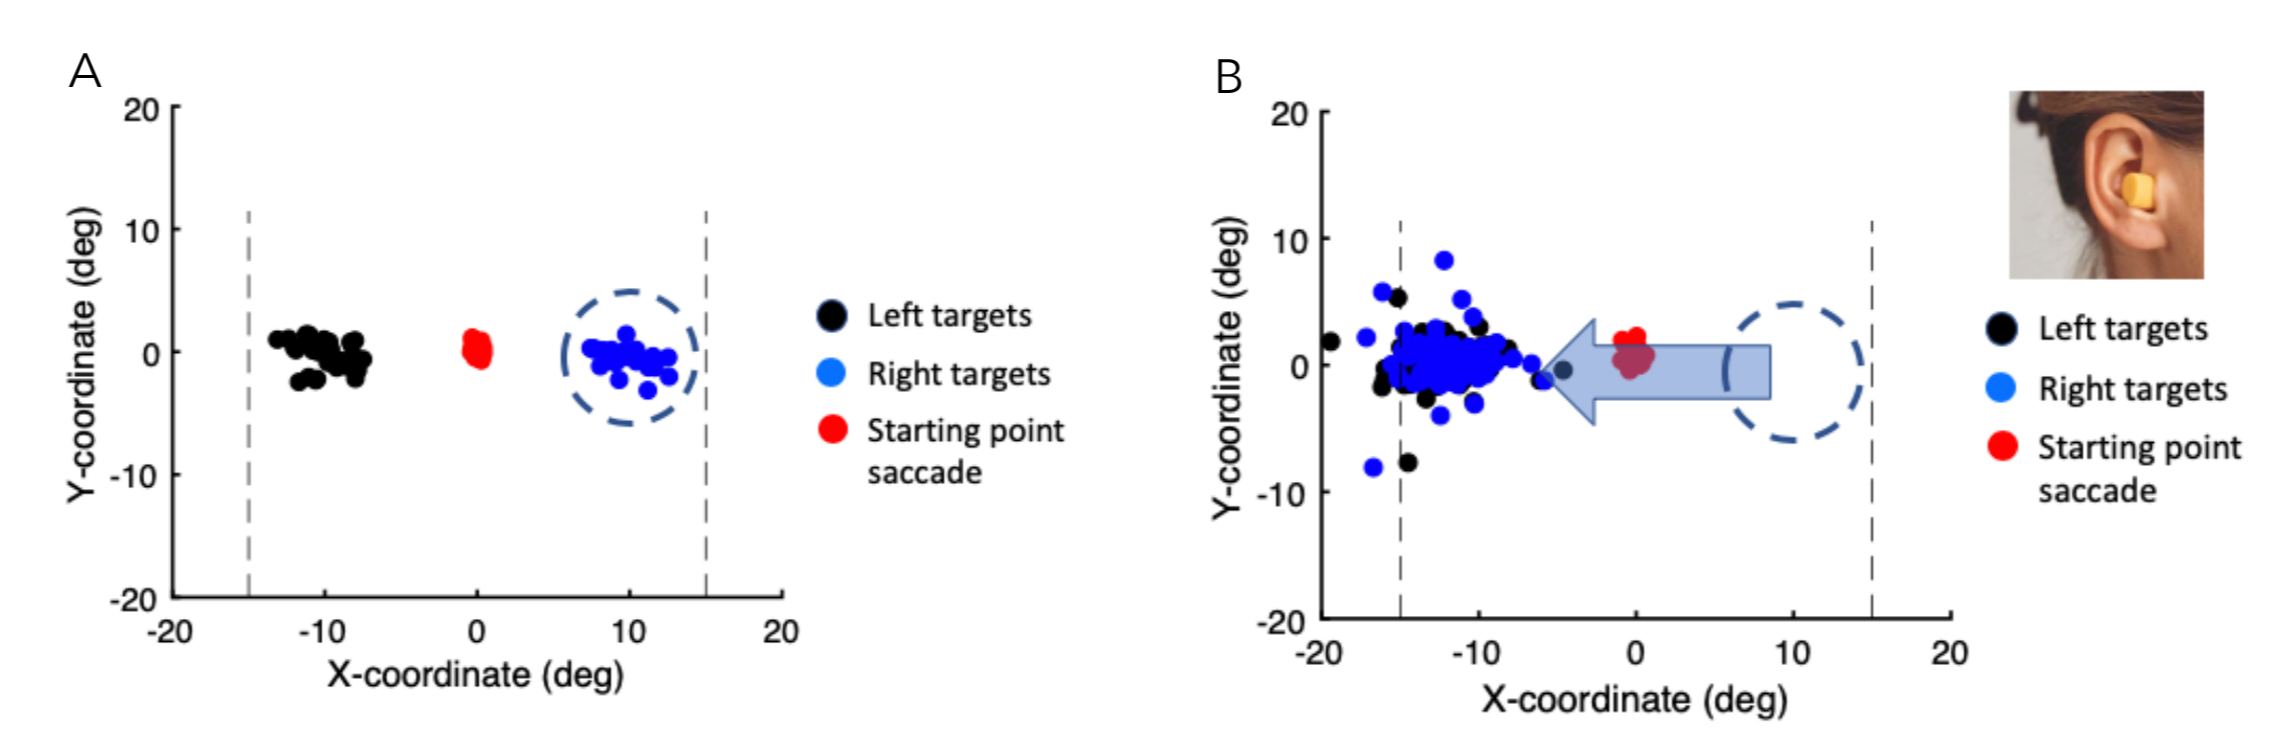 A
20
10
0
-10
-20
-20 -10 0 10 20
Y-coordinate (deg)
X-coordinate (deg)
Left targets
Right targets
Starting point
saccade
B
20
10
0
-10
-20
-20 -10 0 10 20
Y-coordinate (deg)
X-coordinate (deg)
Left targets
Right targets
Starting point
saccade